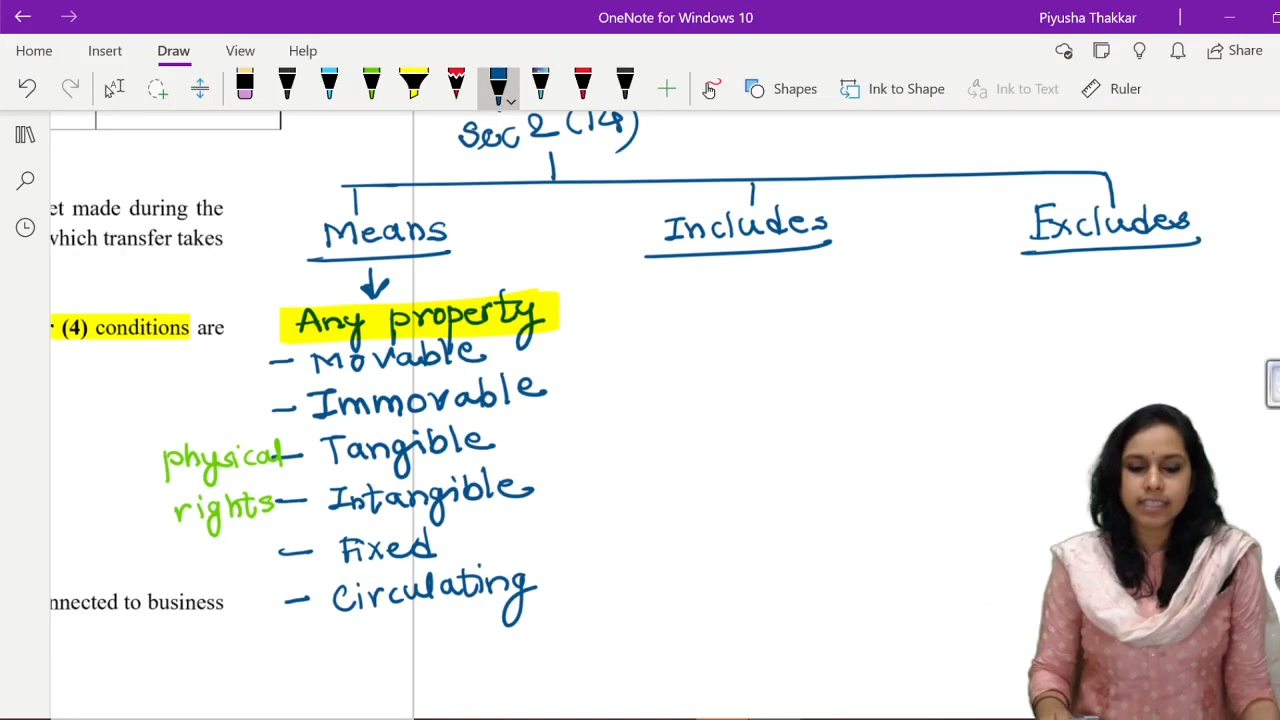 OneNote for Windows 10
Piyusha Thakkar
Home Insert Draw View Help
Share
Shapes Ink to Shape Ink to Text Ruler
Sec 2 (14)
et made during the
which transfer takes
(4) conditions are
nnected to business
Means Includes Excludes
Any property
- Movable
- Immovable
physical - Tangible
rights - Intangible
- Fixed
- Circulating